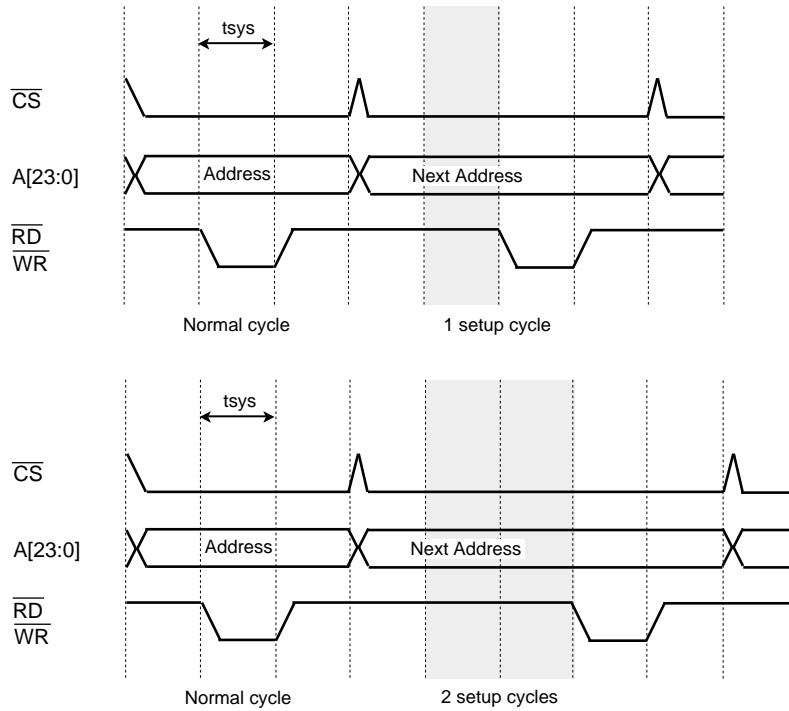 tsys
CS
A[23:0]
Address
Next Address
RD
WR
Normal cycle
1 setup cycle
tsys
CS
A[23:0]
Address
Next Address
RD
WR
Normal cycle
2 setup cycles